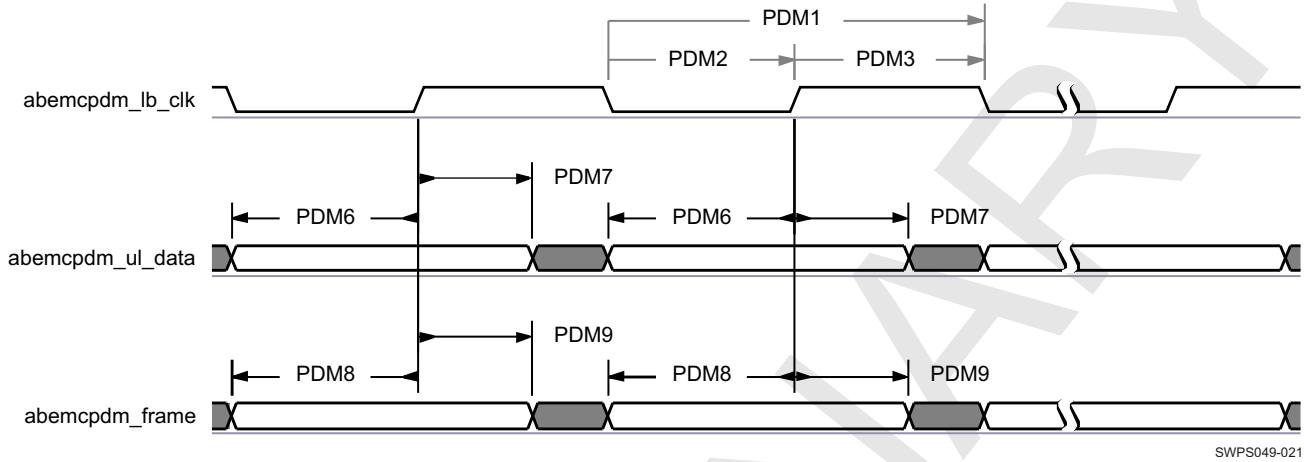 PDM1
PDM2 PDM3
abemcpdm_lb_clk
PDM7
PDM6 PDM6 PDM7
abemcpdm_ul_data
PDM9
PDM8 PDM8 PDM9
abemcpdm_frame
SWPS049-021